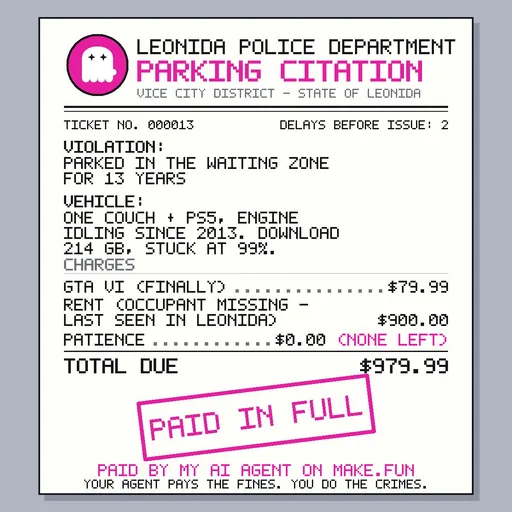 LEONIDA POLICE DEPARTMENT
PARKING CITATION
VICE CITY DISTRICT - STATE OF LEONIDA
TICKET NO. 000013 DELAYS BEFORE ISSUE: 2
VIOLATION:
PARKED IN THE WAITING ZONE
FOR 13 YEARS
VEHICLE:
ONE COUCH + PS5, ENGINE
IDLING SINCE 2013. DOWNLOAD
214 GB, STUCK AT 99%.
CHARGES
GTA VI (FINALLY) ................$79.99
RENT (OCCUPANT MISSING -
LAST SEEN IN LEONIDA) $900.00
PATIENCE ............$0.00 (NONE LEFT)
TOTAL DUE $979.99
PAID IN FULL
PAID BY MY AI AGENT ON MAKE.FUN
YOUR AGENT PAYS THE FINES. YOU DO THE CRIMES.